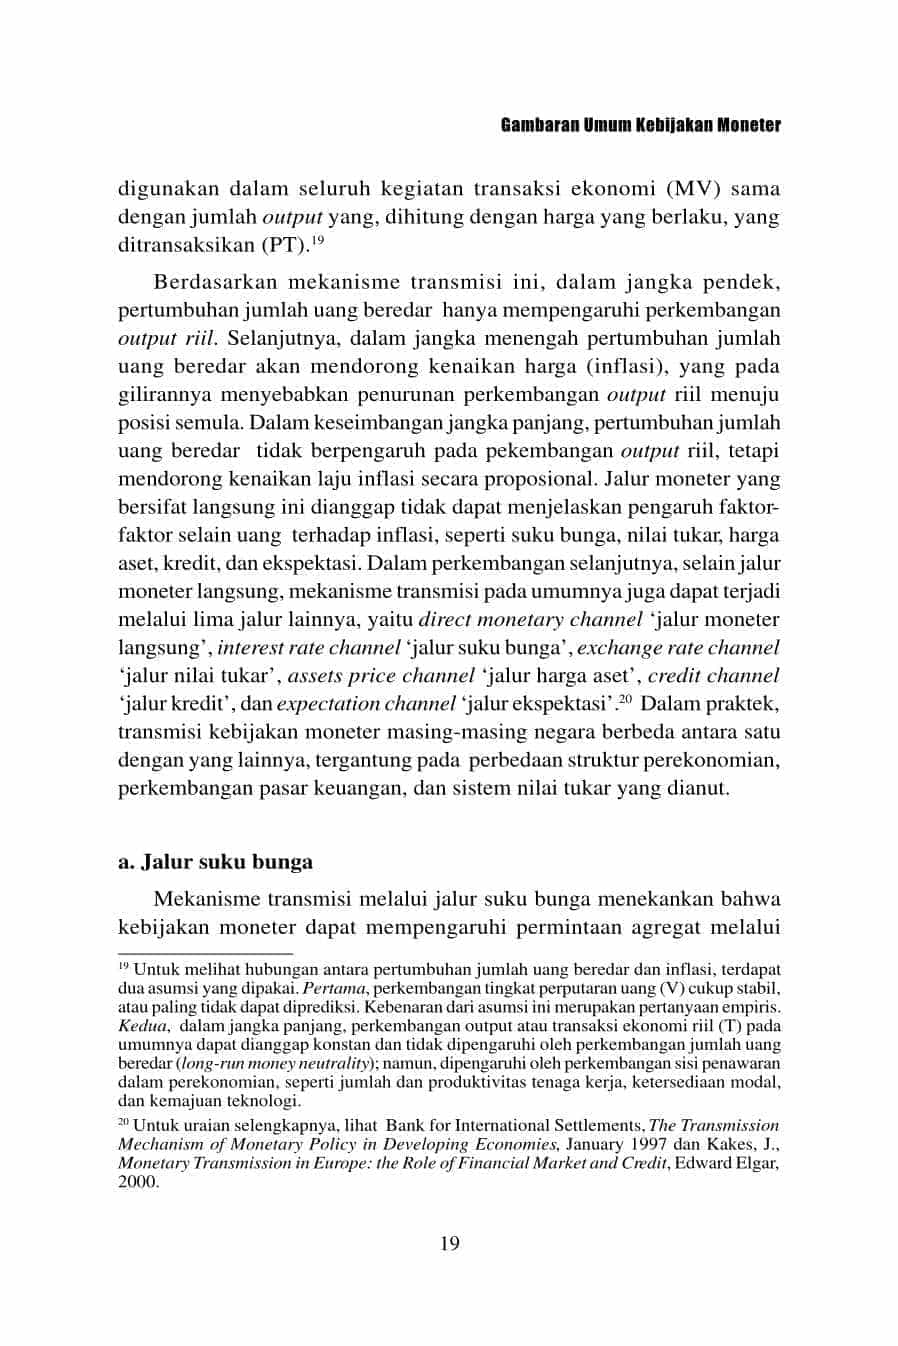 Gambaran Umum Kebijakan Moneter
digunakan dalam seluruh kegiatan transaksi ekonomi (MV) sama
dengan jumlah output yang, dihitung dengan harga yang berlaku, yang
ditransaksikan (PT).19
Berdasarkan mekanisme transmisi ini, dalam jangka pendek,
pertumbuhan jumlah uang beredar hanya mempengaruhi perkembangan
output riil. Selanjutnya, dalam jangka menengah pertumbuhan jumlah
uang beredar akan mendorong kenaikan harga (inflasi), yang pada
gilirannya menyebabkan penurunan perkembangan output riil menuju
posisi semula. Dalam keseimbangan jangka panjang, pertumbuhan jumlah
uang beredar tidak berpengaruh pada pekembangan output riil, tetapi
mendorong kenaikan laju inflasi secara proposional. Jalur moneter yang
bersifat langsung ini dianggap tidak dapat menjelaskan pengaruh faktor-
faktor selain uang terhadap inflasi, seperti suku bunga, nilai tukar, harga
aset, kredit, dan ekspektasi. Dalam perkembangan selanjutnya, selain jalur
moneter langsung, mekanisme transmisi pada umumnya juga dapat terjadi
melalui lima jalur lainnya, yaitu direct monetary channel ‘jalur moneter
langsung’, interest rate channel ‘jalur suku bunga’, exchange rate channel
‘jalur nilai tukar’, assets price channel ‘jalur harga aset’, credit channel
‘jalur kredit’, dan expectation channel ‘jalur ekspektasi’.20 Dalam praktek,
transmisi kebijakan moneter masing-masing negara berbeda antara satu
dengan yang lainnya, tergantung pada perbedaan struktur perekonomian,
perkembangan pasar keuangan, dan sistem nilai tukar yang dianut.
a. Jalur suku bunga
Mekanisme transmisi melalui jalur suku bunga menekankan bahwa
kebijakan moneter dapat mempengaruhi permintaan agregat melalui
19 Untuk melihat hubungan antara pertumbuhan jumlah uang beredar dan inflasi, terdapat
dua asumsi yang dipakai. Pertama, perkembangan tingkat perputaran uang (V) cukup stabil,
atau paling tidak dapat diprediksi. Kebenaran dari asumsi ini merupakan pertanyaan empiris.
Kedua, dalam jangka panjang, perkembangan output atau transaksi ekonomi riil (T) pada
umumnya dapat dianggap konstan dan tidak dipengaruhi oleh perkembangan jumlah uang
beredar (long-run money neutrality); namun, dipengaruhi oleh perkembangan sisi penawaran
dalam perekonomian, seperti jumlah dan produktivitas tenaga kerja, ketersediaan modal,
dan kemajuan teknologi.
20 Untuk uraian selengkapnya, lihat Bank for International Settlements, The Transmission
Mechanism of Monetary Policy in Developing Economies, January 1997 dan Kakes, J.,
Monetary Transmission in Europe: the Role of Financial Market and Credit, Edward Elgar,
2000.
19